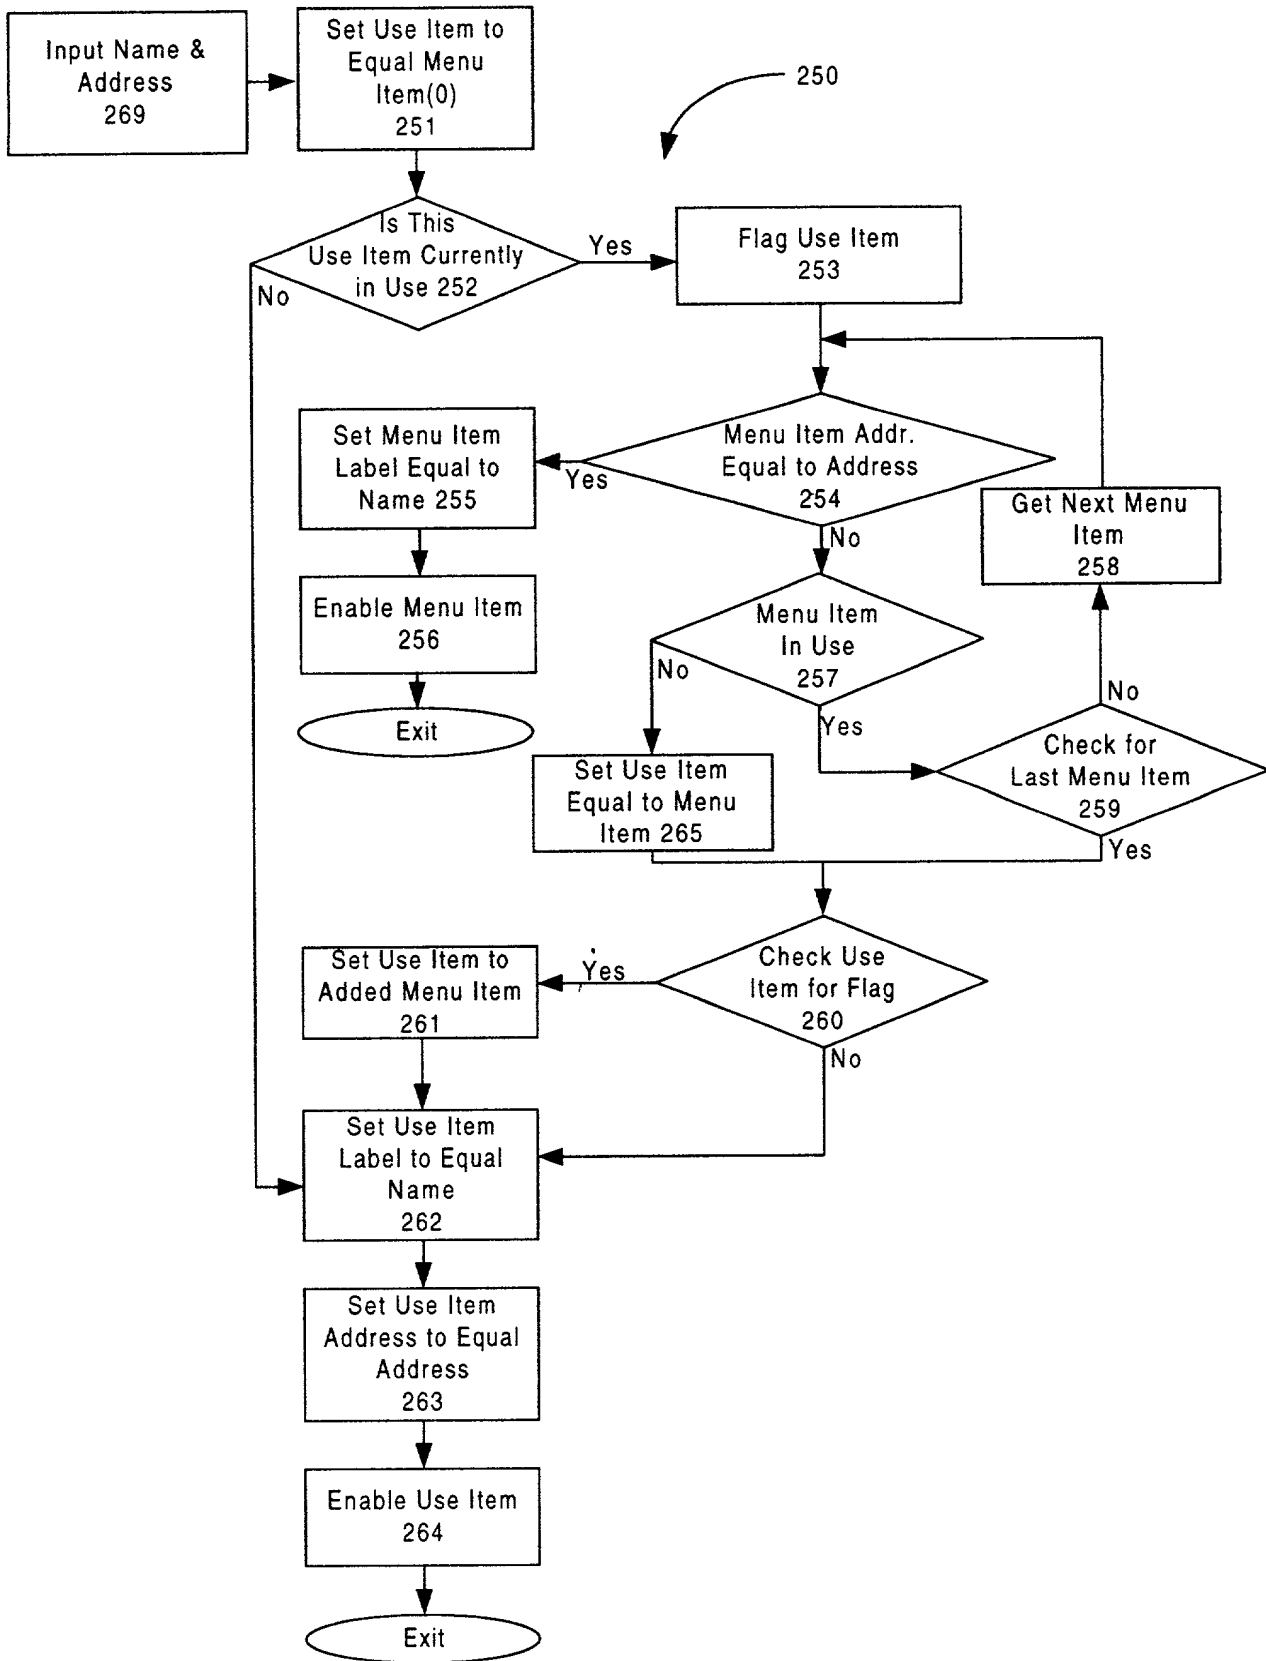 Input Name &
Address
269
Set Use Item to
Equal Menu
Item(0)
251
250
Is This
Use Item Currently
in Use 252
Yes
No
Flag Use Item
253
Menu Item Addr.
Equal to Address
254
Yes
No
Set Menu Item
Label Equal to
Name 255
Get Next Menu
Item
258
Enable Menu Item
256
Menu Item
In Use
257
No
Yes
Exit
No
Check for
Last Menu Item
259
Yes
Set Use Item
Equal to Menu
Item 265
Check Use
Item for Flag
260
Yes
No
Set Use Item to
Added Menu Item
261
Set Use Item
Label to Equal
Name
262
Set Use Item
Address to Equal
Address
263
Enable Use Item
264
Exit